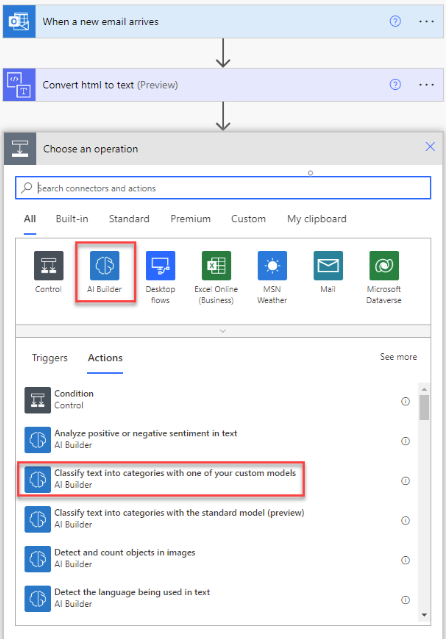 When a new email arrives
Convert html to text (Preview)
Choose an operation
Search connectors and actions
All Built-in Standard Premium Custom My clipboard
Control AI Builder Desktop flows Excel Online (Business) MSN Weather Mail Microsoft Dataverse
Triggers Actions See more
Condition
Control
Analyze positive or negative sentiment in text
AI Builder
Classify text into categories with one of your custom models
AI Builder
Classify text into categories with the standard model (preview)
AI Builder
Detect and count objects in images
AI Builder
Detect the language being used in text
AI Builder